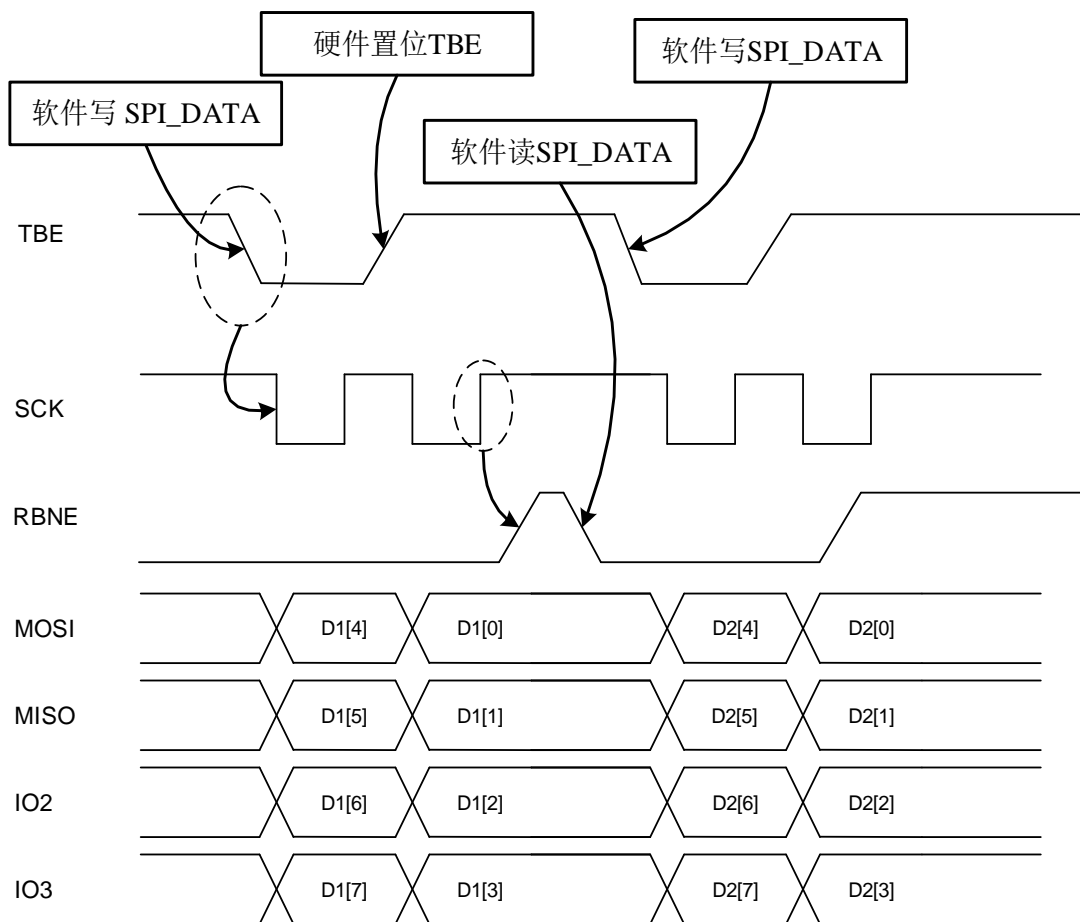 硬件置位TBE
软件写SPI_DATA
软件写 SPI_DATA
软件读SPI_DATA
TBE
SCK
RBNE
MOSI D1[4] D1[0] D2[4] D2[0]
MISO D1[5] D1[1] D2[5] D2[1]
IO2 D1[6] D1[2] D2[6] D2[2]
IO3 D1[7] D1[3] D2[7] D2[3]